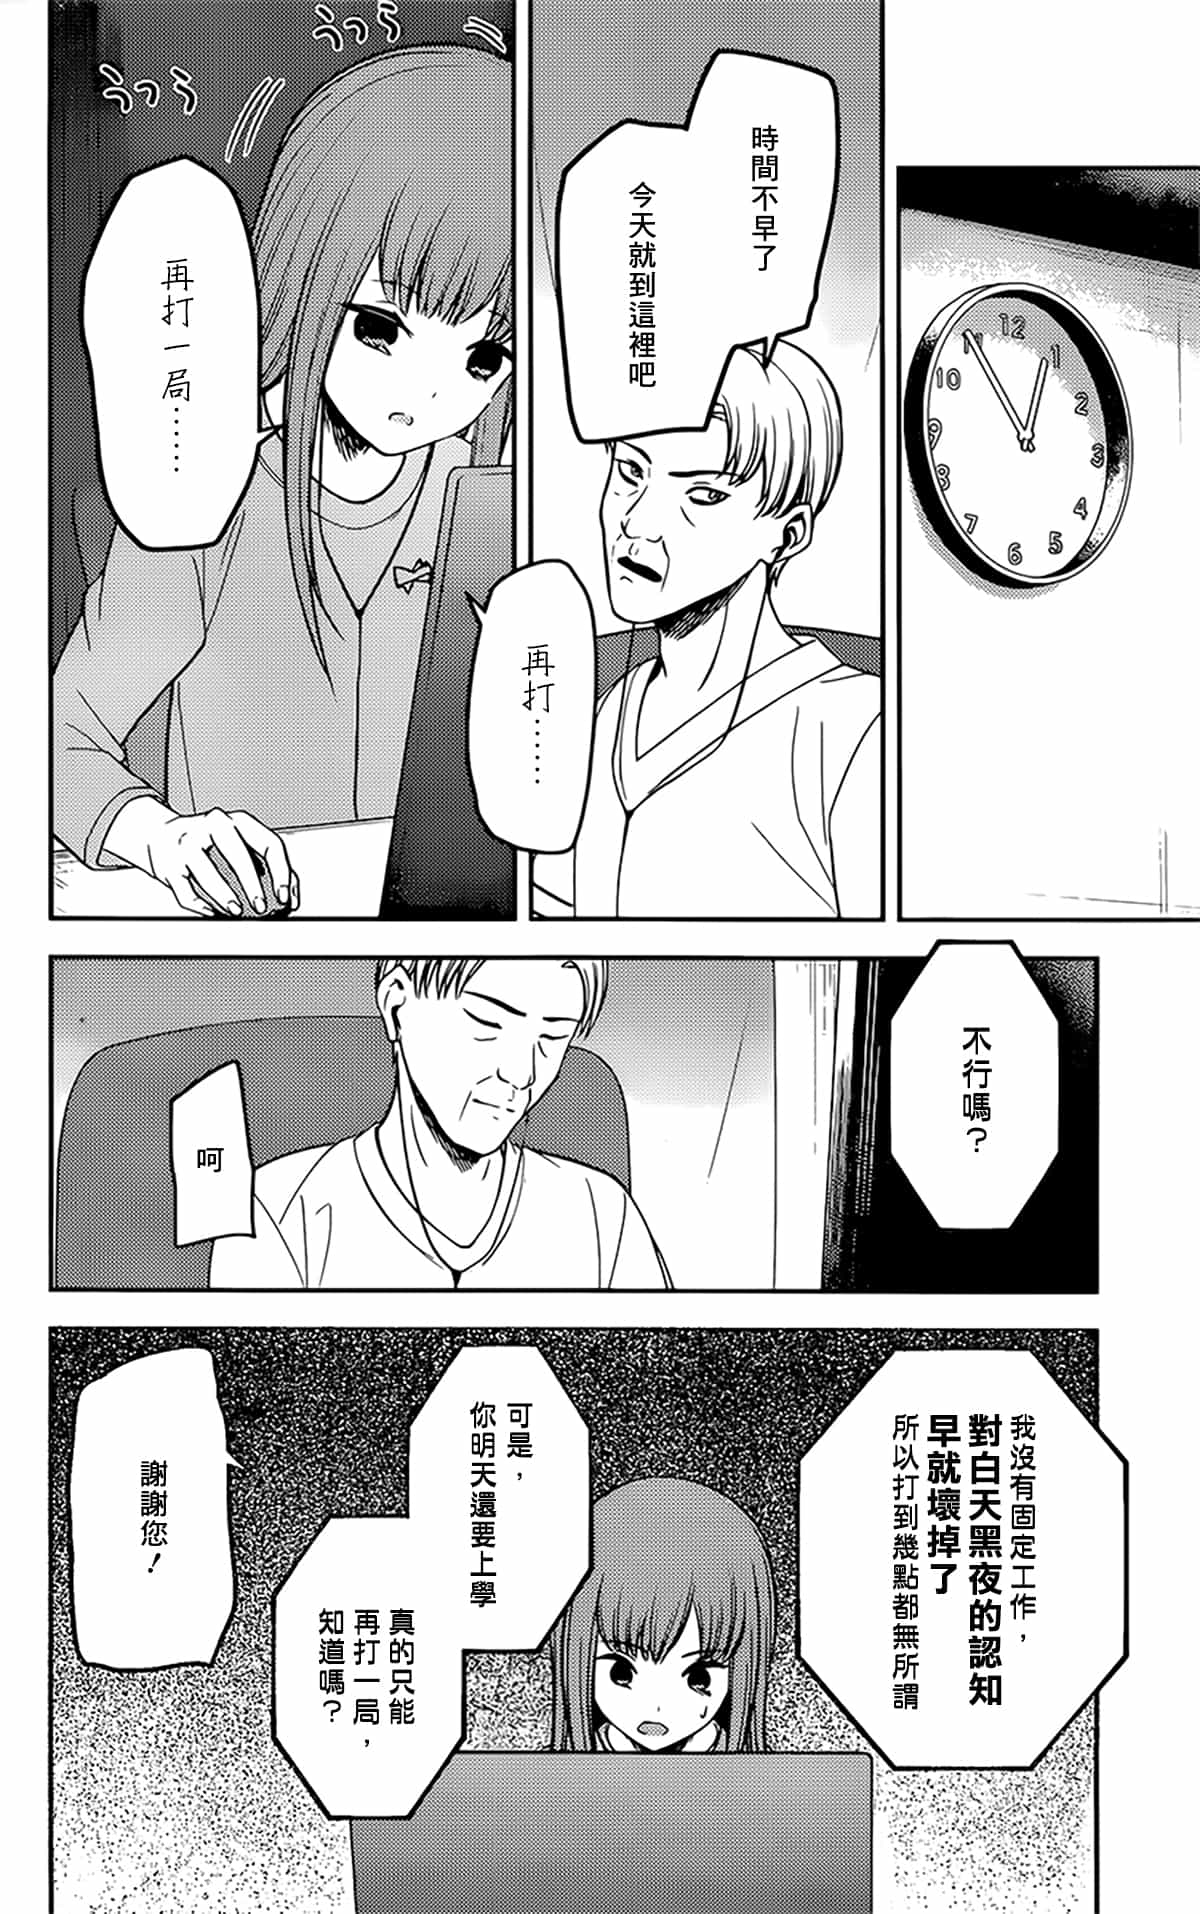 12
1
2
3
4
5
6
7
8
9
10
11
時間不早了
今天就到這裡吧
再打……
うつら
うつら
再打一局……
不行嗎？
呵
我沒有固定工作，
對白天黑夜的認知
早就壞掉了
所以打到幾點都無所謂
可是，
你明天還要上學
真的只能
再打一局，
知道嗎？
謝謝您！